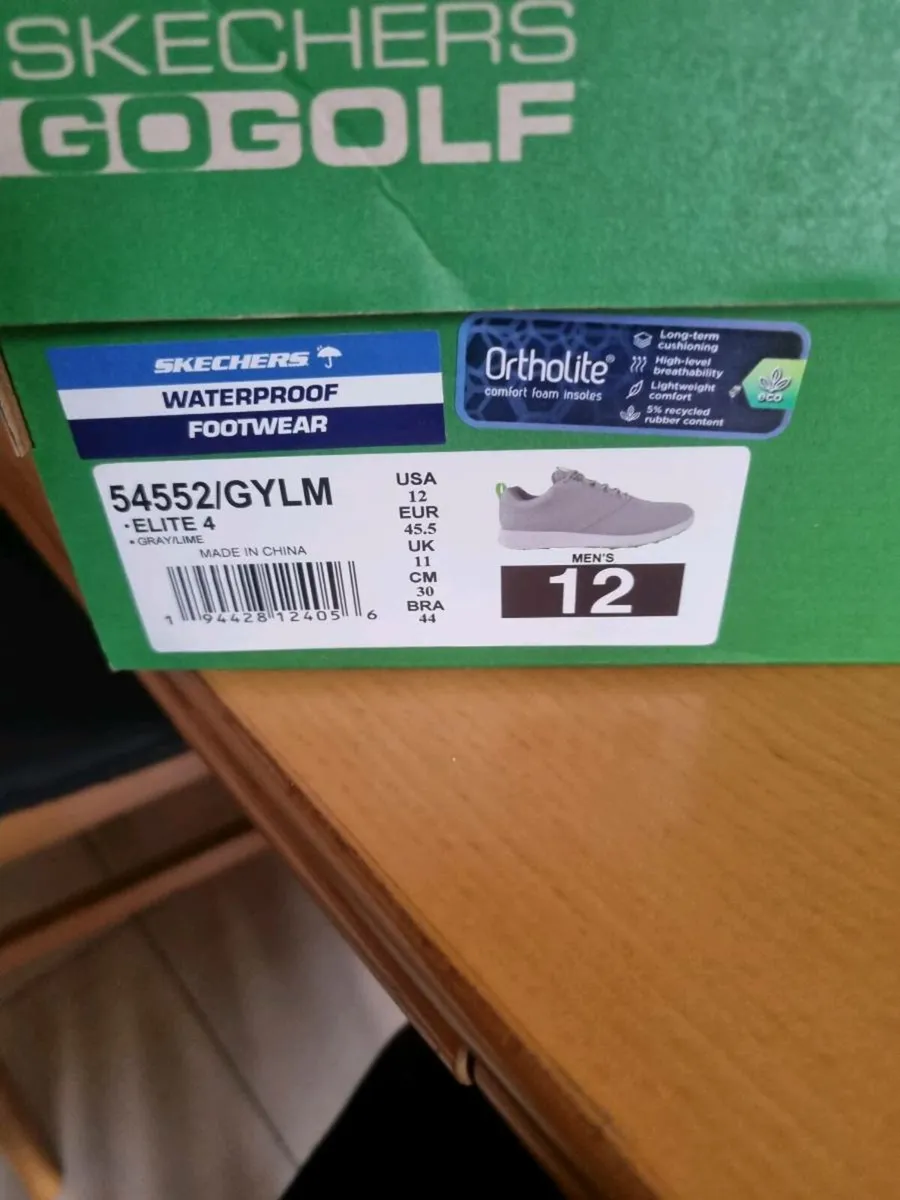 SKECHERS
GOGOLF
SKECHERS
WATERPROOF
FOOTWEAR
Ortholite®
comfort foam insoles
Long-term
cushioning
High-level
breathability
Lightweight
comfort
5% recycled
rubber content
eco
54552/GYLM
•ELITE 4
•GRAY/LIME
MADE IN CHINA
1 94428 12405 6
USA
12
EUR
45.5
UK
11
CM
30
BRA
44
MEN'S
12